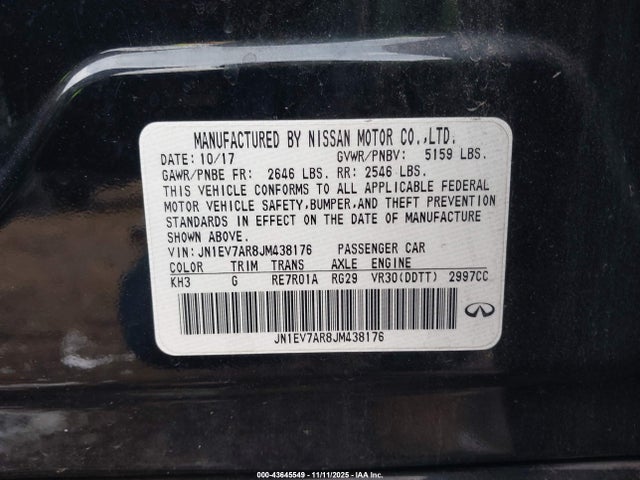 MANUFACTURED BY NISSAN MOTOR CO.,LTD.
DATE: 10/17 GVWR/PNBV: 5159 LBS.
GAWR/PNBE FR: 2646 LBS. RR: 2546 LBS.
THIS VEHICLE CONFORMS TO ALL APPLICABLE FEDERAL
MOTOR VEHICLE SAFETY, BUMPER, AND THEFT PREVENTION
STANDARDS IN EFFECT ON THE DATE OF MANUFACTURE
SHOWN ABOVE.
VIN: JN1EV7AR8JM438176 PASSENGER CAR
COLOR TRIM TRANS AXLE ENGINE
KH3 G RE7R01A RG29 VR30(DDTT) 2997CC
JN1EV7AR8JM438176
000-43645549 - 11/11/2025 - IAA Inc.